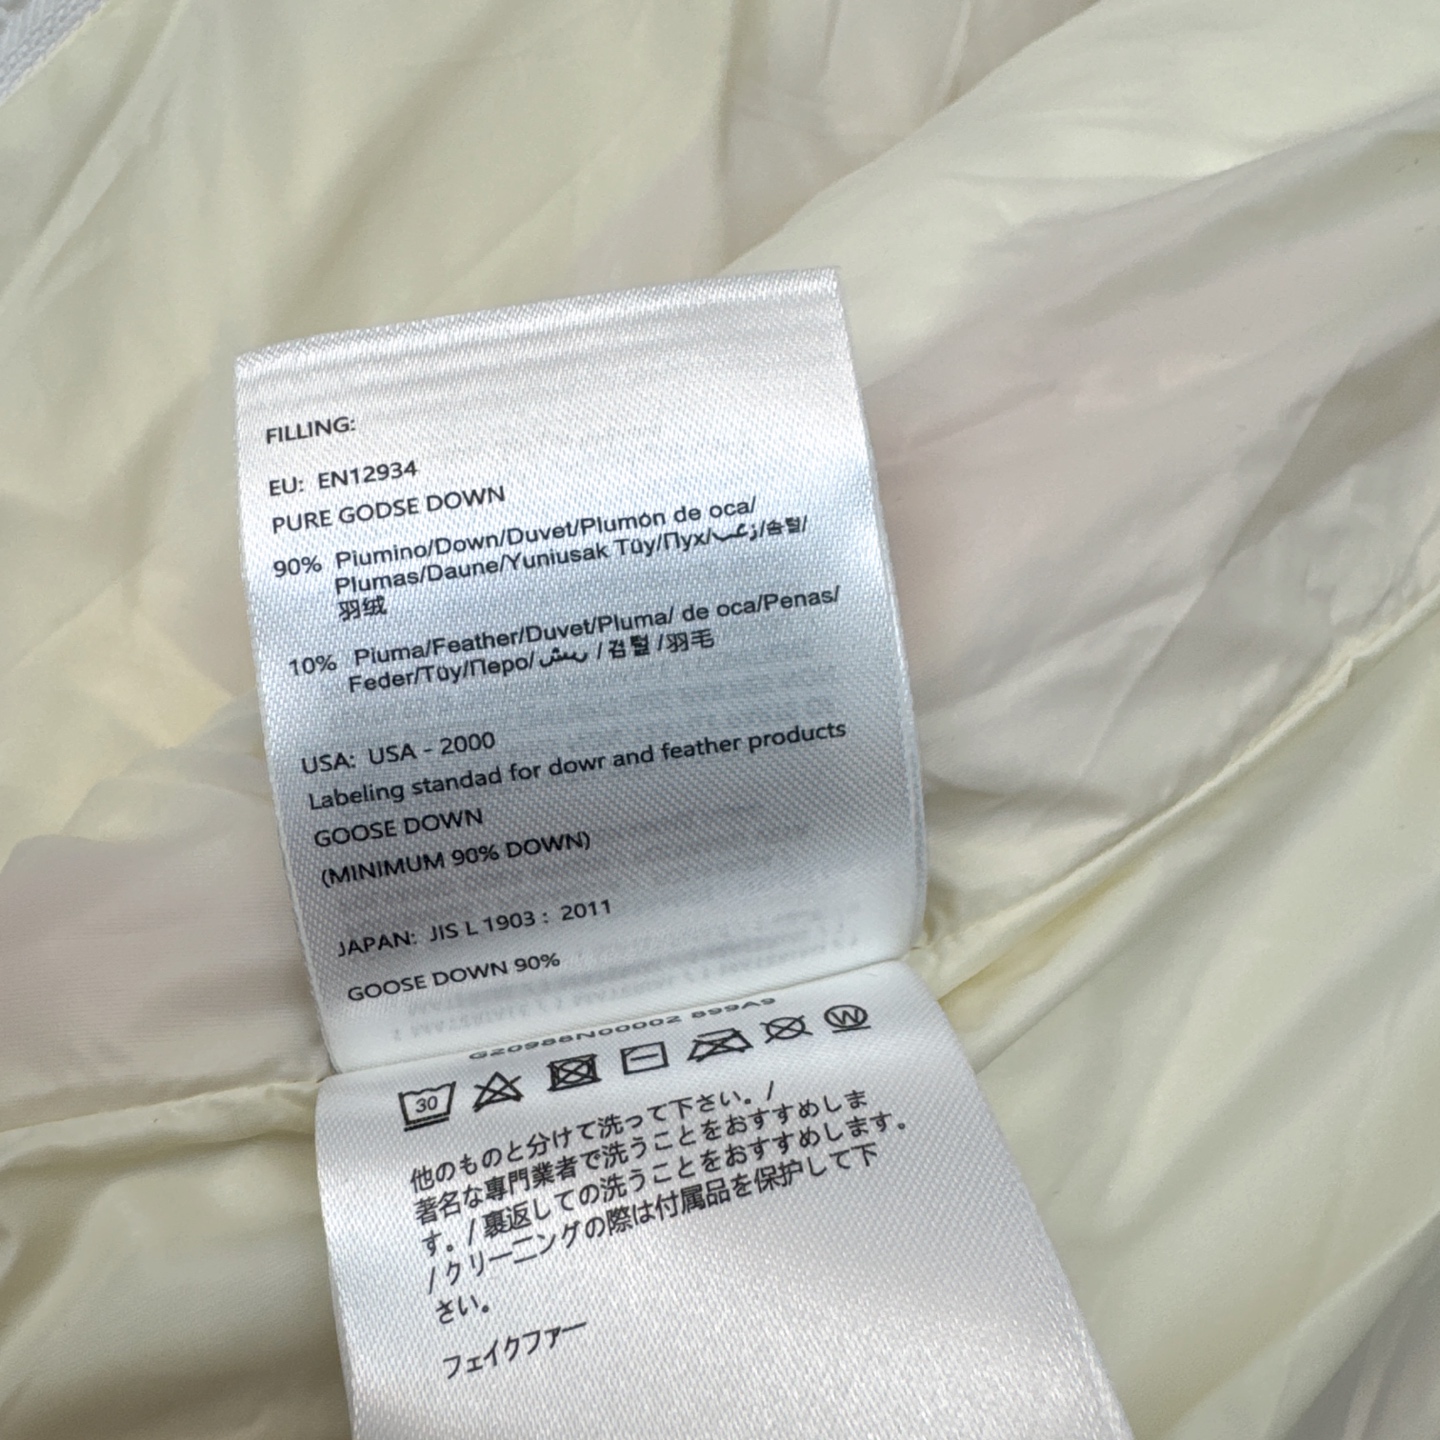 FILLING:
EU: EN12934
PURE GODSE DOWN
90% Piumino/Down/Duvet/Plumón de oca/
Plumas/Daune/Yuniusak Tüy/Пух/زغب/솜털/
羽绒
10% Piuma/Feather/Duvet/Pluma/ de oca/Penas/
Feder/Tüy/Перо/ ريش / 검털 /羽毛
USA: USA - 2000
Labeling standad for dowr and feather products
GOOSE DOWN
(MINIMUM 90% DOWN)
JAPAN: JIS L 1903 : 2011
GOOSE DOWN 90%
G20988N00002 899A9
30 W
他のものと分けて洗って下さい。/
著名な専門業者で洗うことをおすすめしま
す。/裏返しての洗うことをおすすめします。
/クリーニングの際は付属品を保护して下
さい。
フェイクファー